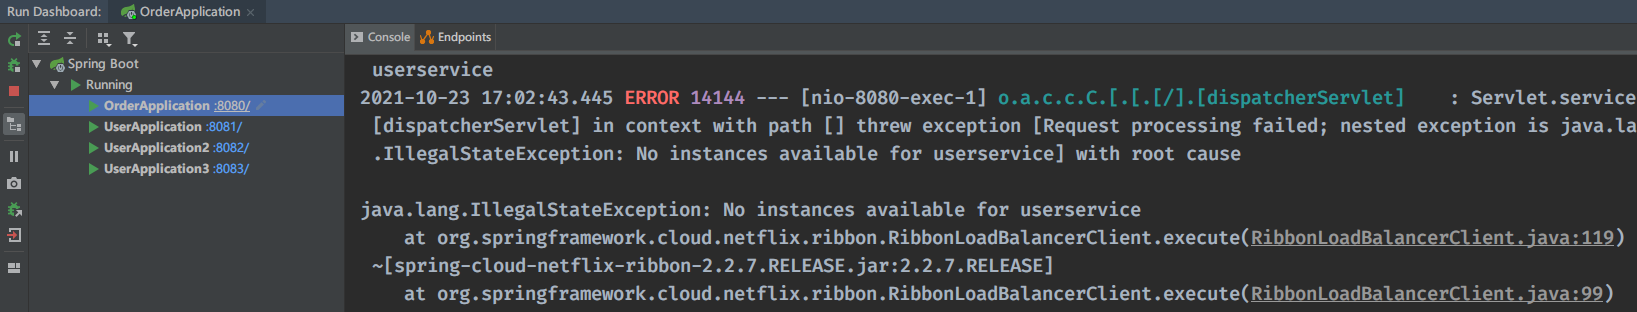 Run Dashboard: OrderApplication ×
Console Endpoints
Spring Boot
Running
OrderApplication :8080/
UserApplication :8081/
UserApplication2 :8082/
UserApplication3 :8083/
userservice
2021-10-23 17:02:43.445 ERROR 14144 --- [nio-8080-exec-1] o.a.c.c.C.[.[.[/].[dispatcherServlet] : Servlet.service
[dispatcherServlet] in context with path [] threw exception [Request processing failed; nested exception is java.la
.IllegalStateException: No instances available for userservice] with root cause
java.lang.IllegalStateException: No instances available for userservice
at org.springframework.cloud.netflix.ribbon.RibbonLoadBalancerClient.execute(RibbonLoadBalancerClient.java:119)
~[spring-cloud-netflix-ribbon-2.2.7.RELEASE.jar:2.2.7.RELEASE]
at org.springframework.cloud.netflix.ribbon.RibbonLoadBalancerClient.execute(RibbonLoadBalancerClient.java:99)